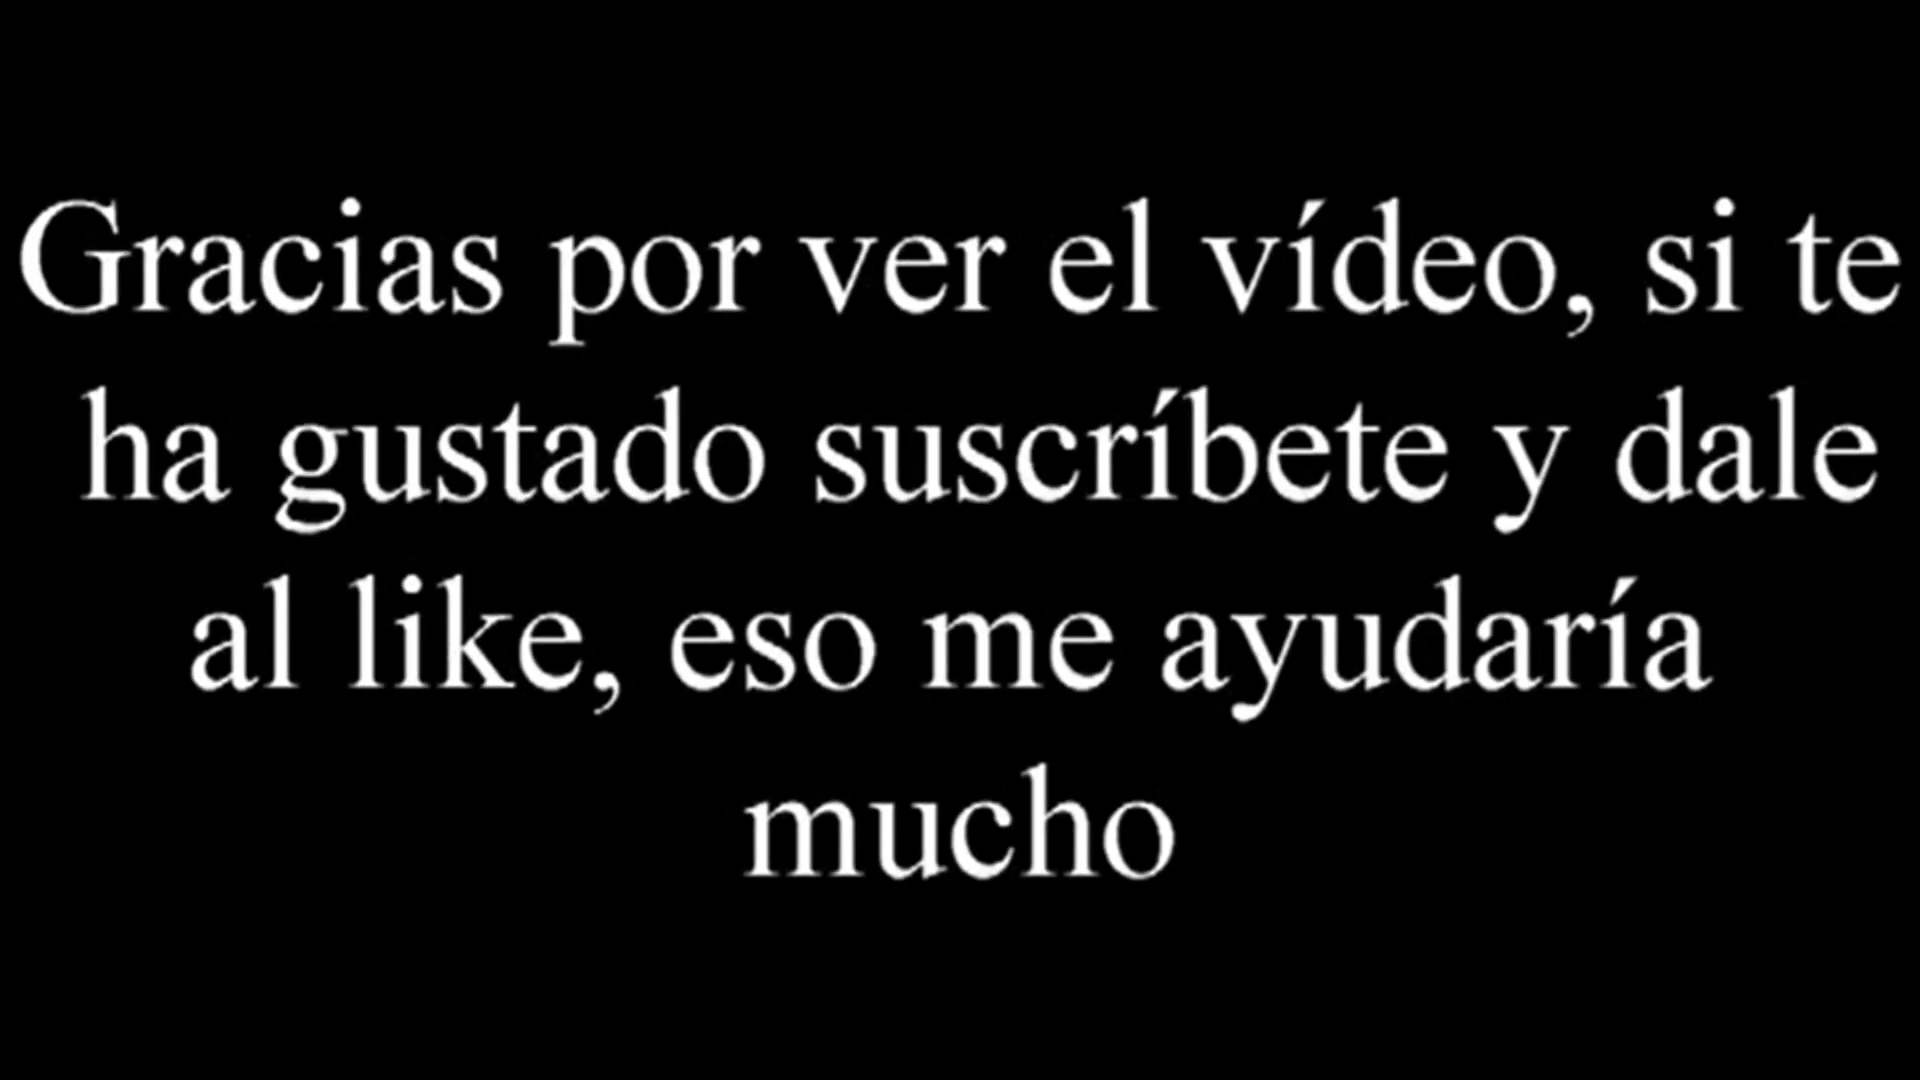 Gracias por ver el vídeo, si te
ha gustado suscríbete y dale
al like, eso me ayudaría
mucho